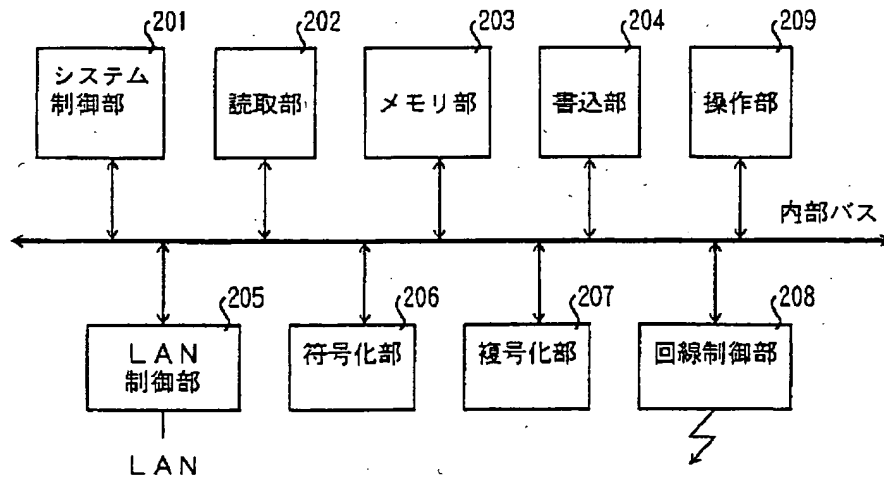 201
202
203
204
209
システム
制御部
読取部
メモリ部
書込部
操作部
内部バス
205
206
207
208
LAN
制御部
符号化部
複号化部
回線制御部
LAN